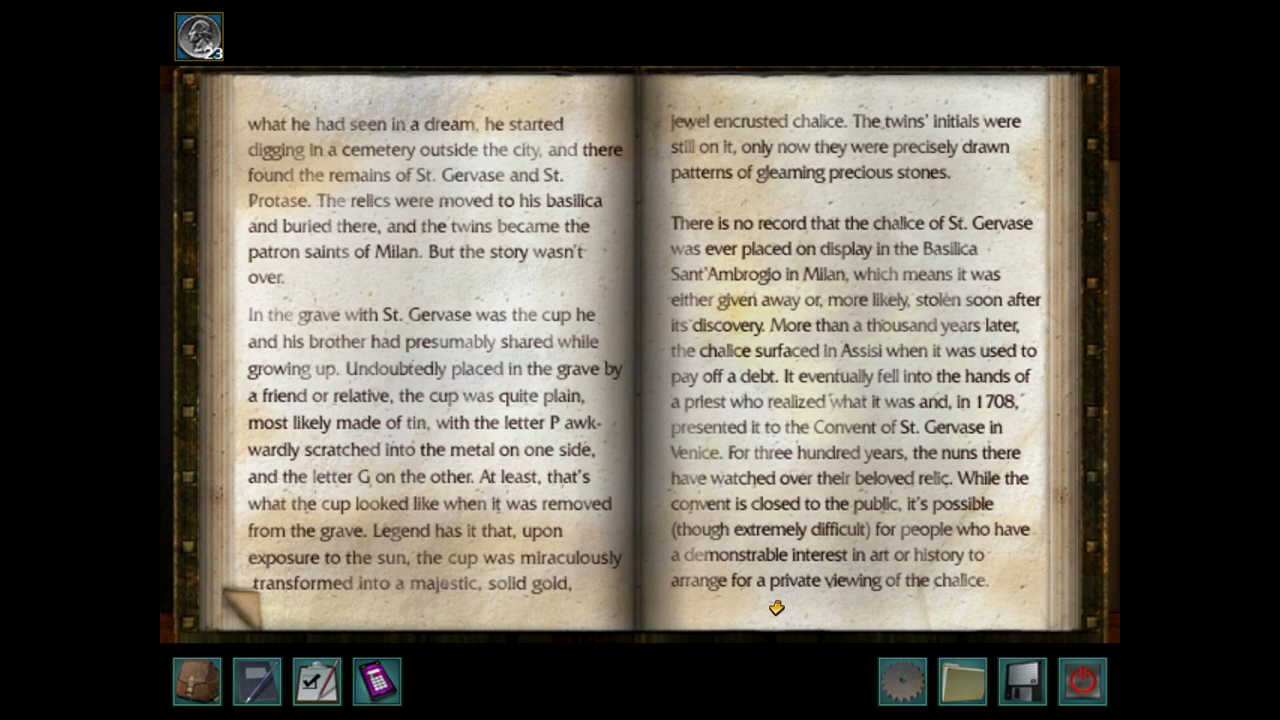 23
what he had seen in a dream, he started
digging in a cemetery outside the city, and there
found the remains of St. Gervase and St.
Protase. The relics were moved to his basilica
and buried there, and the twins became the
patron saints of Milan. But the story wasn't
over.
In the grave with St. Gervase was the cup he
and his brother had presumably shared while
growing up. Undoubtedly placed in the grave by
a friend or relative, the cup was quite plain,
most likely made of tin, with the letter P awk-
wardly scratched into the metal on one side,
and the letter G on the other. At least, that's
what the cup looked like when it was removed
from the grave. Legend has it that, upon
exposure to the sun, the cup was miraculously
transformed into a majestic, solid gold,
jewel encrusted chalice. The twins' initials were
still on it, only now they were precisely drawn
patterns of gleaming precious stones.
There is no record that the chalice of St. Gervase
was ever placed on display in the Basilica
Sant'Ambrogio in Milan, which means it was
either given away or, more likely, stolen soon after
its discovery. More than a thousand years later,
the chalice surfaced in Assisi when it was used to
pay off a debt. It eventually fell into the hands of
a priest who realized what it was and, in 1708,
presented it to the Convent of St. Gervase in
Venice. For three hundred years, the nuns there
have watched over their beloved relic. While the
convent is closed to the public, it's possible
(though extremely difficult) for people who have
a demonstrable interest in art or history to
arrange for a private viewing of the chalice.